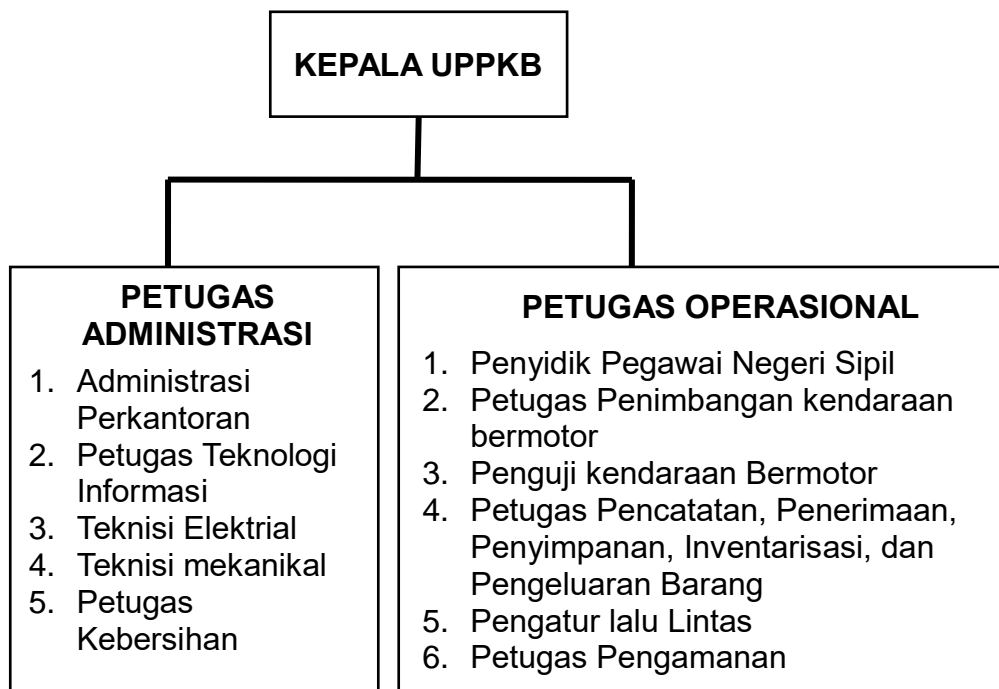 KEPALA UPPKB
PETUGAS
ADMINISTRASI
1. Administrasi
Perkantoran
2. Petugas Teknologi
Informasi
3. Teknisi Elektrial
4. Teknisi mekanikal
5. Petugas
Kebersihan
PETUGAS OPERASIONAL
1. Penyidik Pegawai Negeri Sipil
2. Petugas Penimbangan kendaraan
bermotor
3. Penguji kendaraan Bermotor
4. Petugas Pencatatan, Penerimaan,
Penyimpanan, Inventarisasi, dan
Pengeluaran Barang
5. Pengatur lalu Lintas
6. Petugas Pengamanan